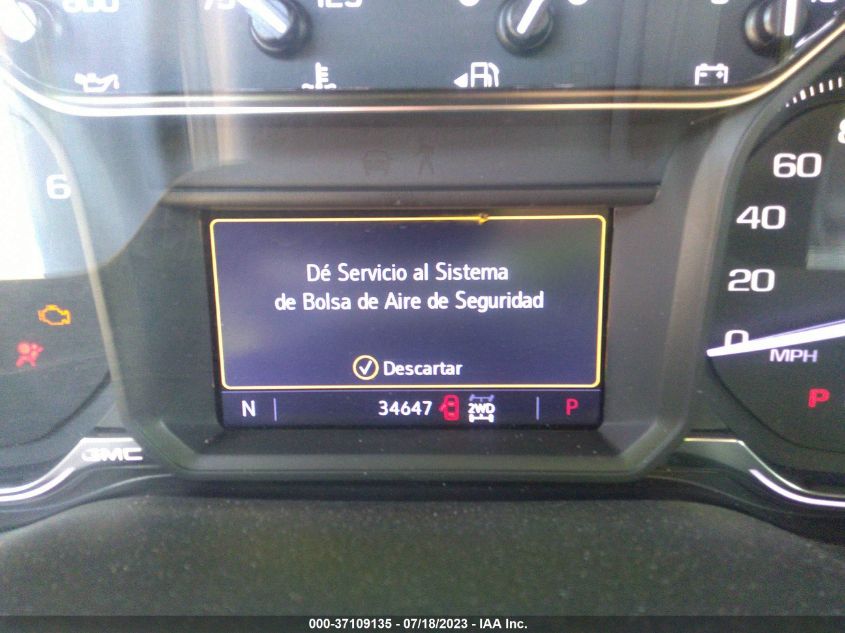 125
6
60
40
20
0
MPH
Dé Servicio al Sistema
de Bolsa de Aire de Seguridad
Descartar
N 34647 2WD P
P
GMC
000-37109135 - 07/18/2023 - IAA Inc.